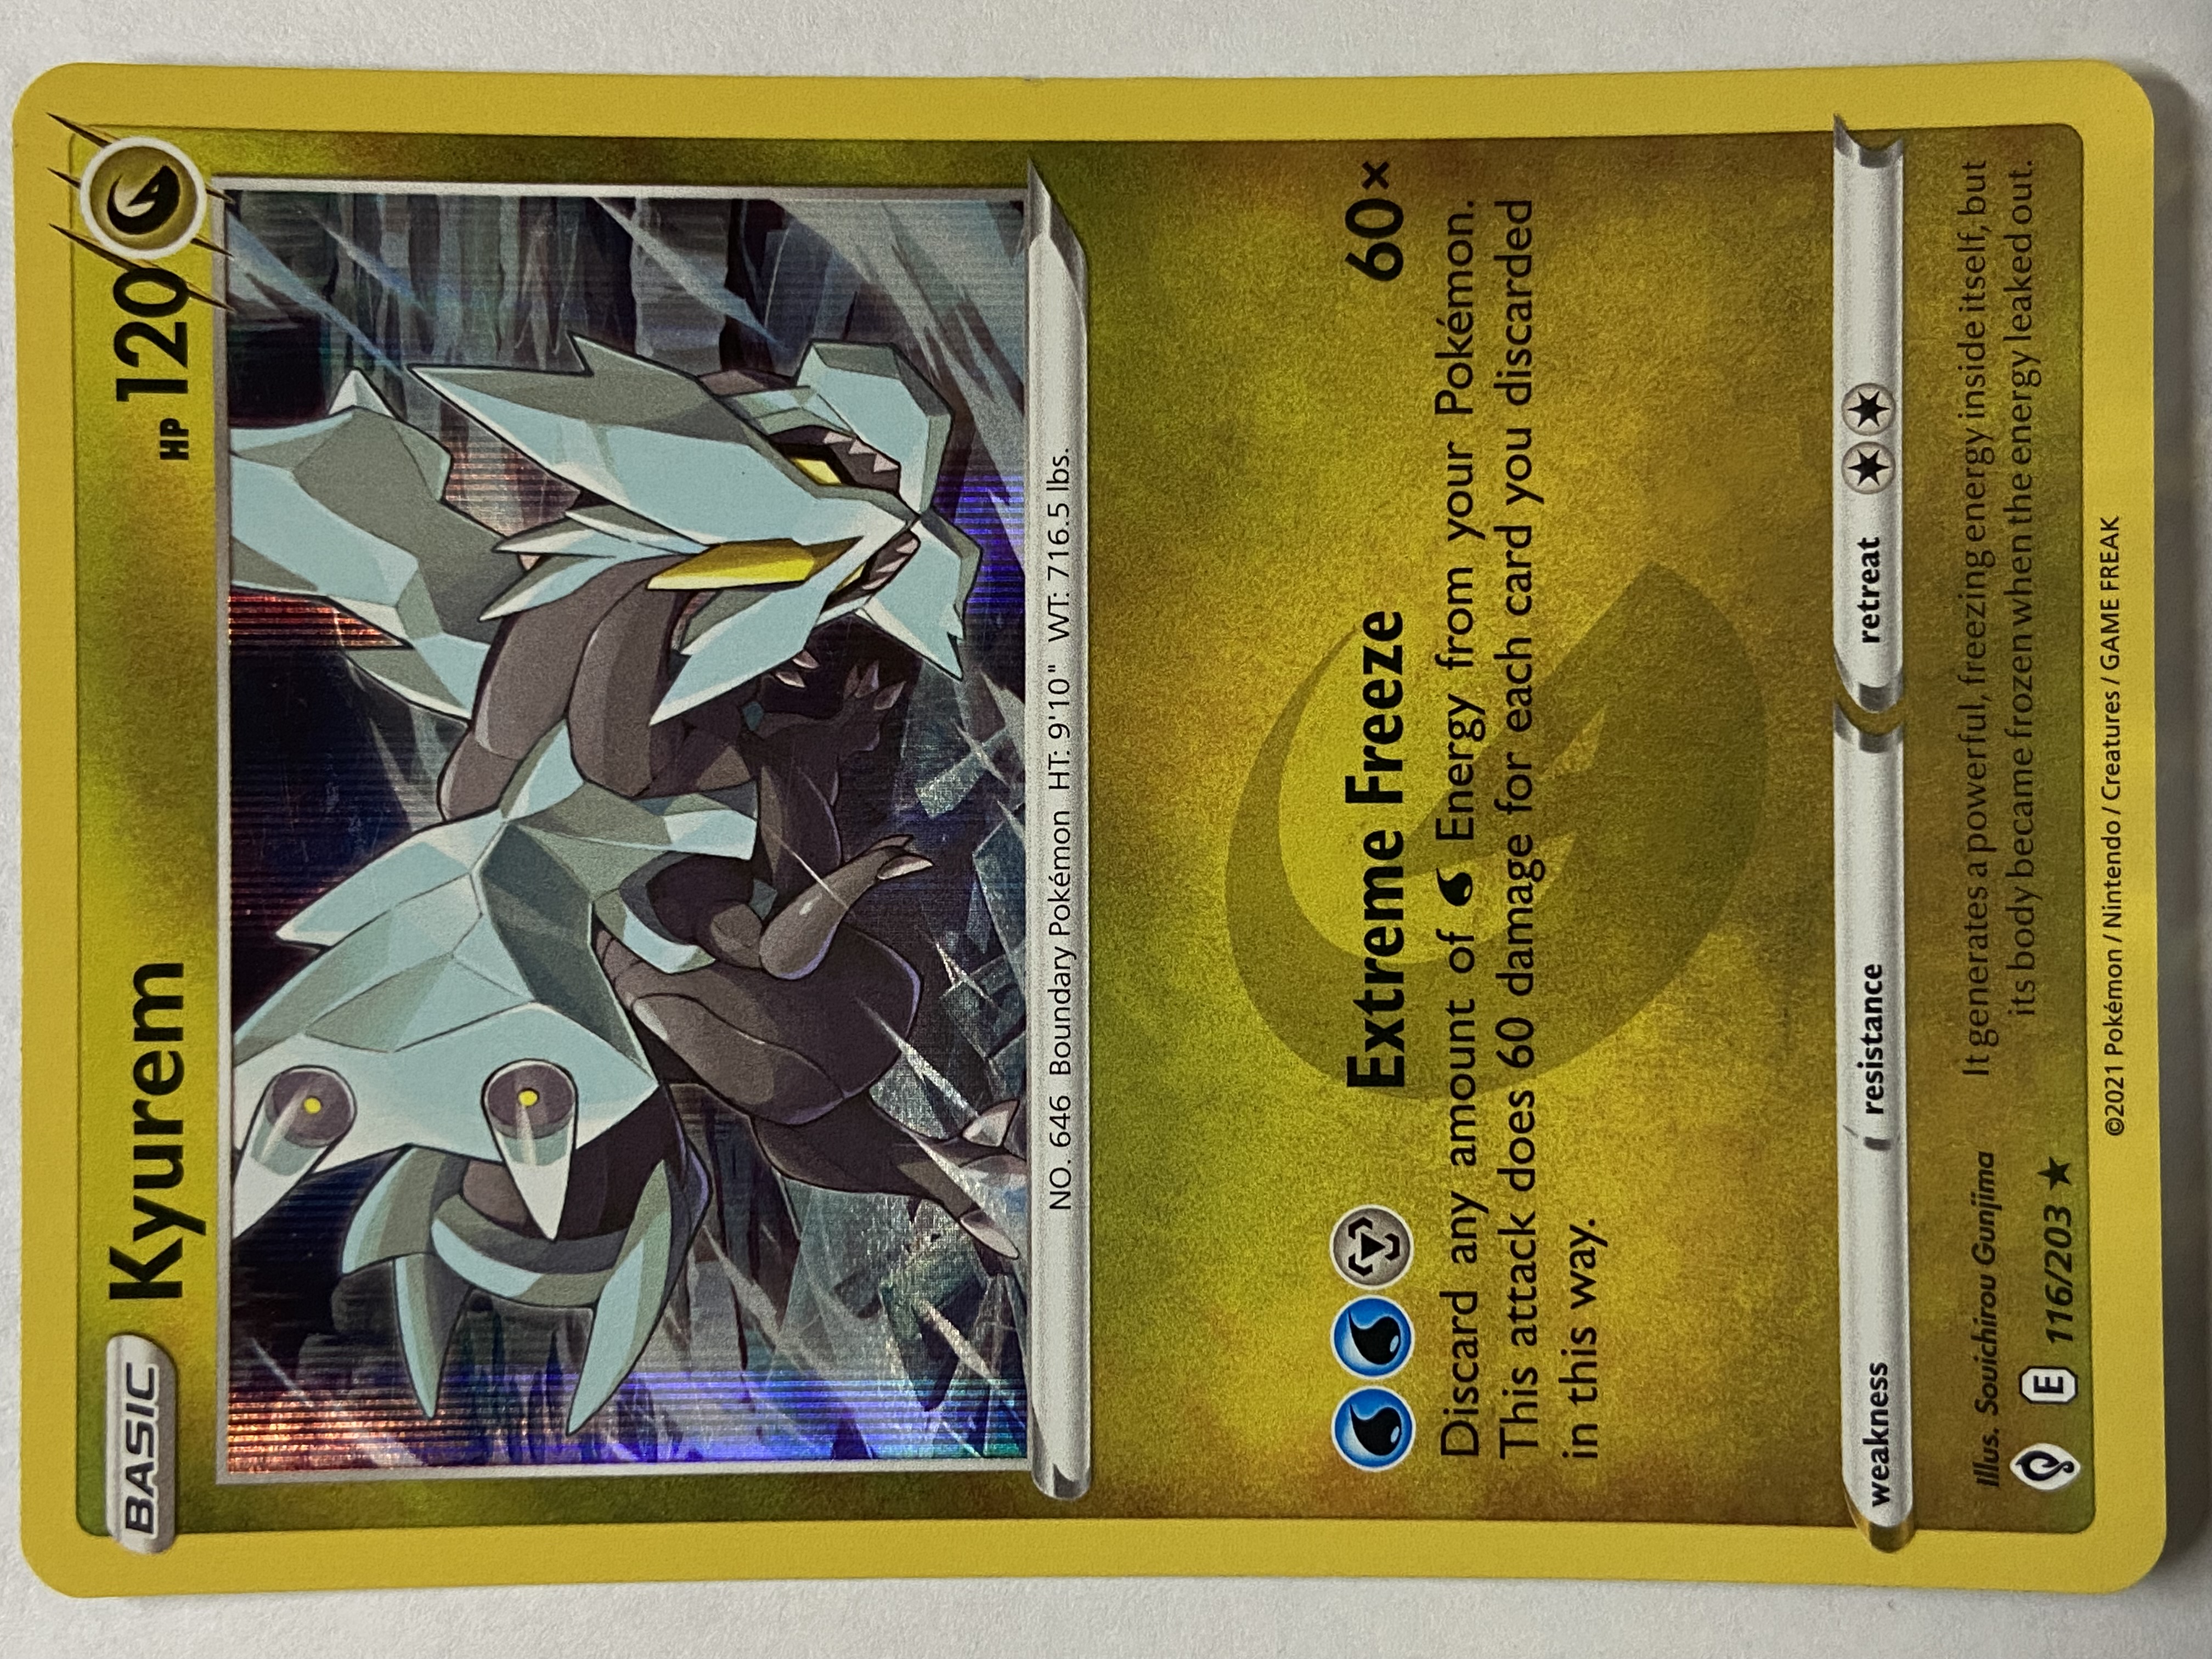 BASIC Kyurem HP 120
NO. 646 Boundary Pokémon HT: 9'10" WT: 716.5 lbs.
Extreme Freeze 60×
Discard any amount of Energy from your Pokémon.
This attack does 60 damage for each card you discarded
in this way.
weakness resistance retreat
Illus. Souichirou Gunjima
It generates a powerful, freezing energy inside itself, but
its body became frozen when the energy leaked out.
E 116/203 ★
©2021 Pokémon / Nintendo / Creatures / GAME FREAK